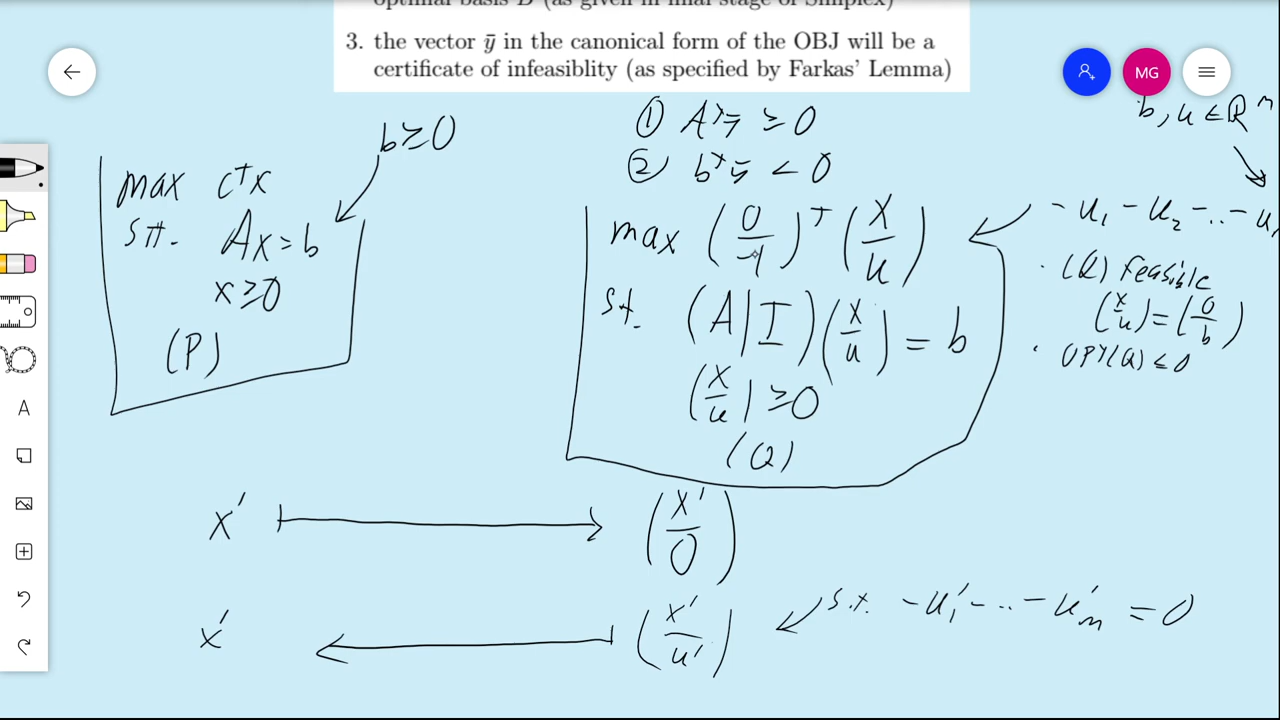 optimal basis B (as given in final stage of Simplex)
3. the vector ȳ in the canonical form of the OBJ will be a
certificate of infeasiblity (as specified by Farkas' Lemma)
MG
A
① Aᵀȳ ≥ 0
② bᵀȳ < 0
b, u ∈ ℝᵐ
b ≥ 0
max cᵀx
s.t. Ax = b
x ≥ 0
(P)
max (0/-1)ᵀ (x/u)
s.t. (A|I)(x/u) = b
(x/u) ≥ 0
(Q)
-u₁ -u₂ -..-u
· (Q) feasible
(x/u) = (0/b)
· OPT(Q) ≤ 0
x' ↦ (x'/0)
x' ↤ (x'/u') s.t. -u₁' -..-uₘ' = 0